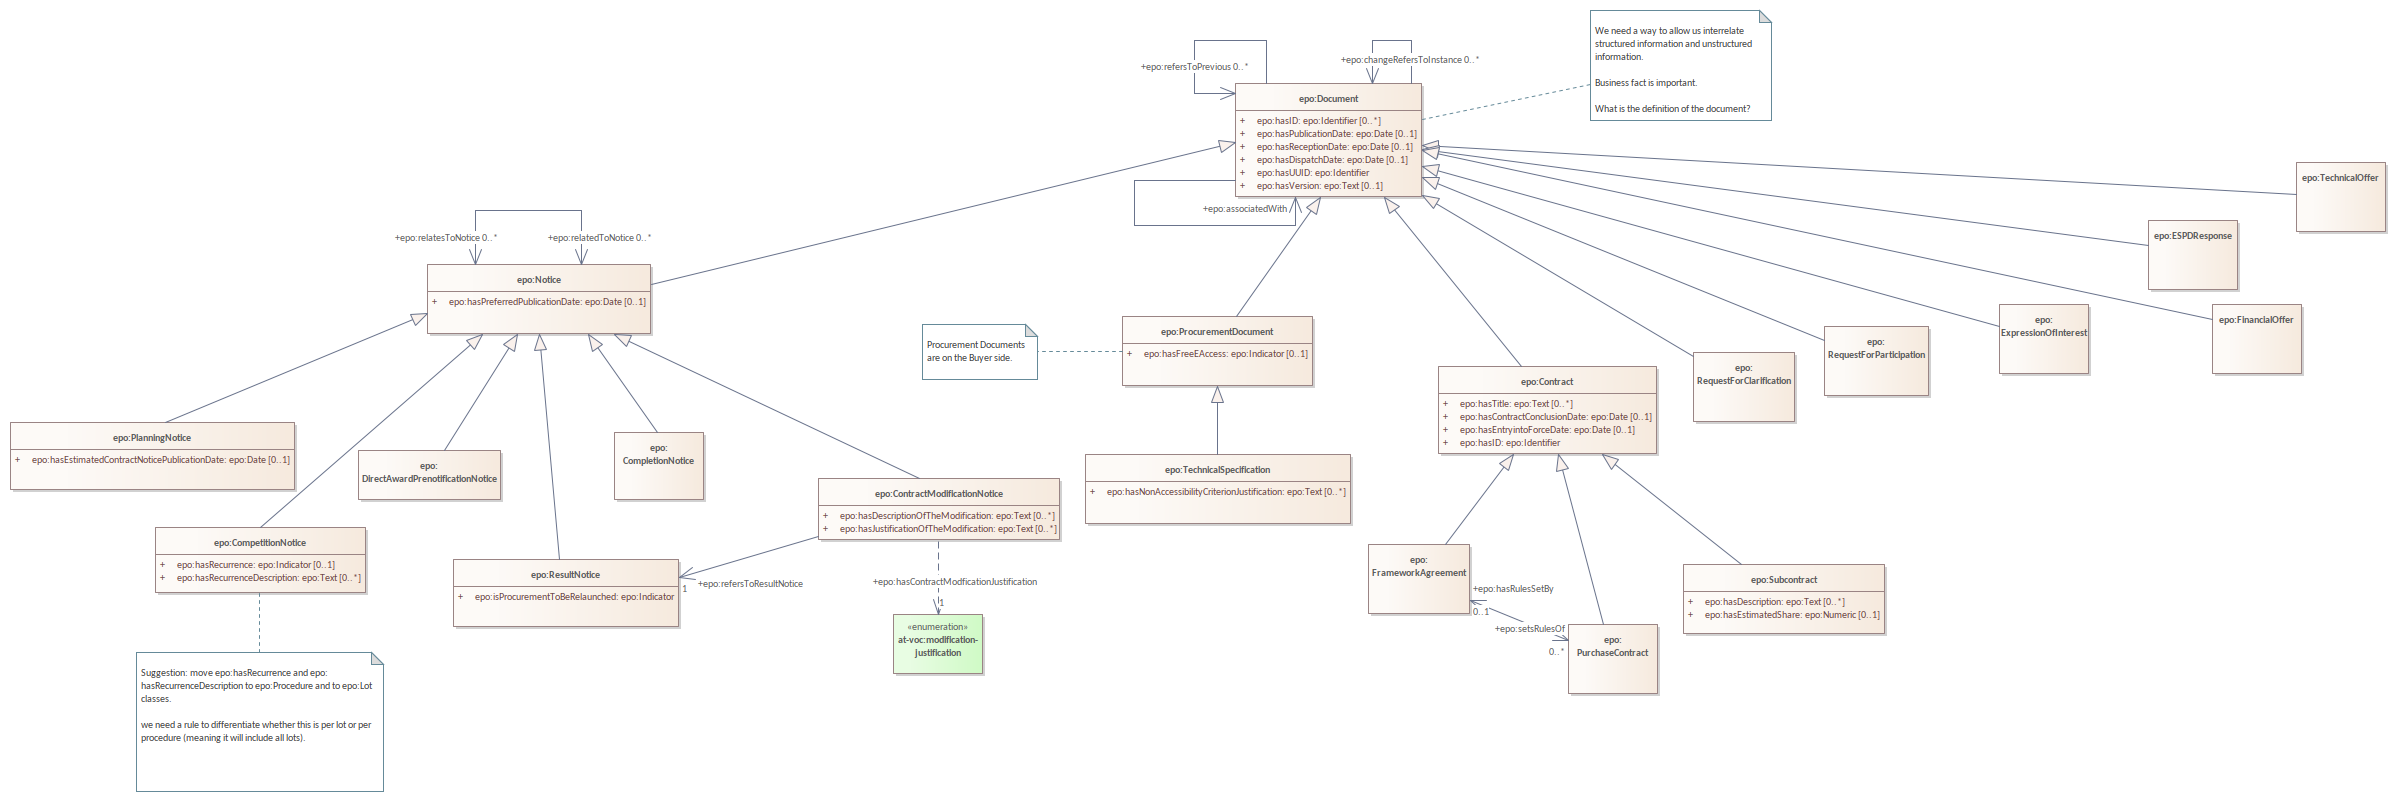 We need a way to allow us interrelate
structured information and unstructured
information.
Business fact is important.
What is the definition of the document?
+epo:refersToPrevious 0..*
+epo:changeRefersToInstance 0..*
epo:Document
+ epo:hasID: epo:Identifier [0..*]
+ epo:hasPublicationDate: epo:Date [0..1]
+ epo:hasReceptionDate: epo:Date [0..1]
+ epo:hasDispatchDate: epo:Date [0..1]
+ epo:hasUUID: epo:Identifier
+ epo:hasVersion: epo:Text [0..1]
+epo:associatedWith
epo:TechnicalOffer
epo:ESPDResponse
+epo:relatesToNotice 0..*
+epo:relatedToNotice 0..*
epo:Notice
+ epo:hasPreferredPublicationDate: epo:Date [0..1]
Procurement Documents
are on the Buyer side.
epo:ProcurementDocument
+ epo:hasFreeEAccess: epo:Indicator [0..1]
epo:
ExpressionOfInterest
epo:FinancialOffer
epo:
RequestForParticipation
epo:
RequestForClarification
epo:Contract
+ epo:hasTitle: epo:Text [0..*]
+ epo:hasContractConclusionDate: epo:Date [0..1]
+ epo:hasEntryintoForceDate: epo:Date [0..1]
+ epo:hasID: epo:Identifier
epo:PlanningNotice
+ epo:hasEstimatedContractNoticePublicationDate: epo:Date [0..1]
epo:
DirectAwardPrenotificationNotice
epo:
CompletionNotice
epo:TechnicalSpecification
+ epo:hasNonAccessibilityCriterionJustification: epo:Text [0..*]
epo:ContractModificationNotice
+ epo:hasDescriptionOfTheModification: epo:Text [0..*]
+ epo:hasJustificationOfTheModification: epo:Text [0..*]
epo:CompetitionNotice
+ epo:hasRecurrence: epo:Indicator [0..1]
+ epo:hasRecurrenceDescription: epo:Text [0..*]
epo:ResultNotice
+ epo:isProcurementToBeRelaunched: epo:Indicator
+epo:refersToResultNotice
1
+epo:hasContractModficationJustification
1
«enumeration»
at-voc:modification-
justification
epo:
FrameworkAgreement
+epo:hasRulesSetBy
0..1
+epo:setsRulesOf
0..*
epo:
PurchaseContract
epo:Subcontract
+ epo:hasDescription: epo:Text [0..*]
+ epo:hasEstimatedShare: epo:Numeric [0..1]
Suggestion: move epo:hasRecurrence and epo:
hasRecurrenceDescription to epo:Procedure and to epo:Lot
classes.
we need a rule to differentiate whether this is per lot or per
procedure (meaning it will include all lots).